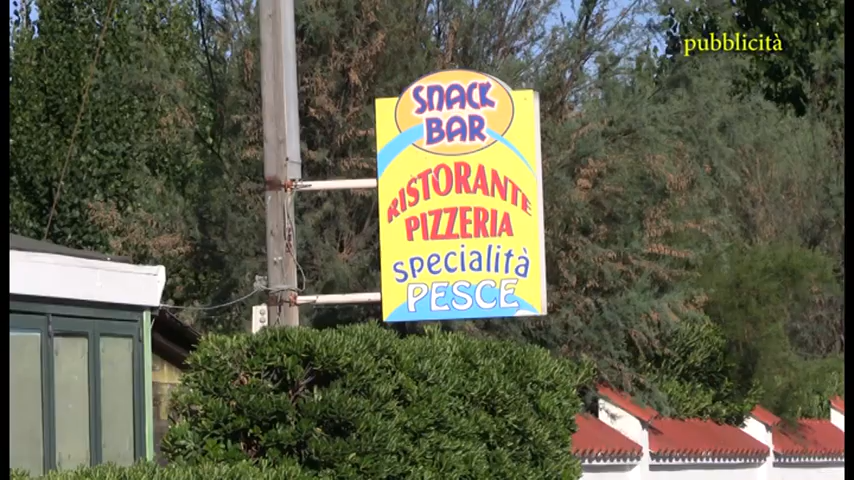 pubblicità
SNACK
BAR
RISTORANTE
PIZZERIA
specialità
PESCE